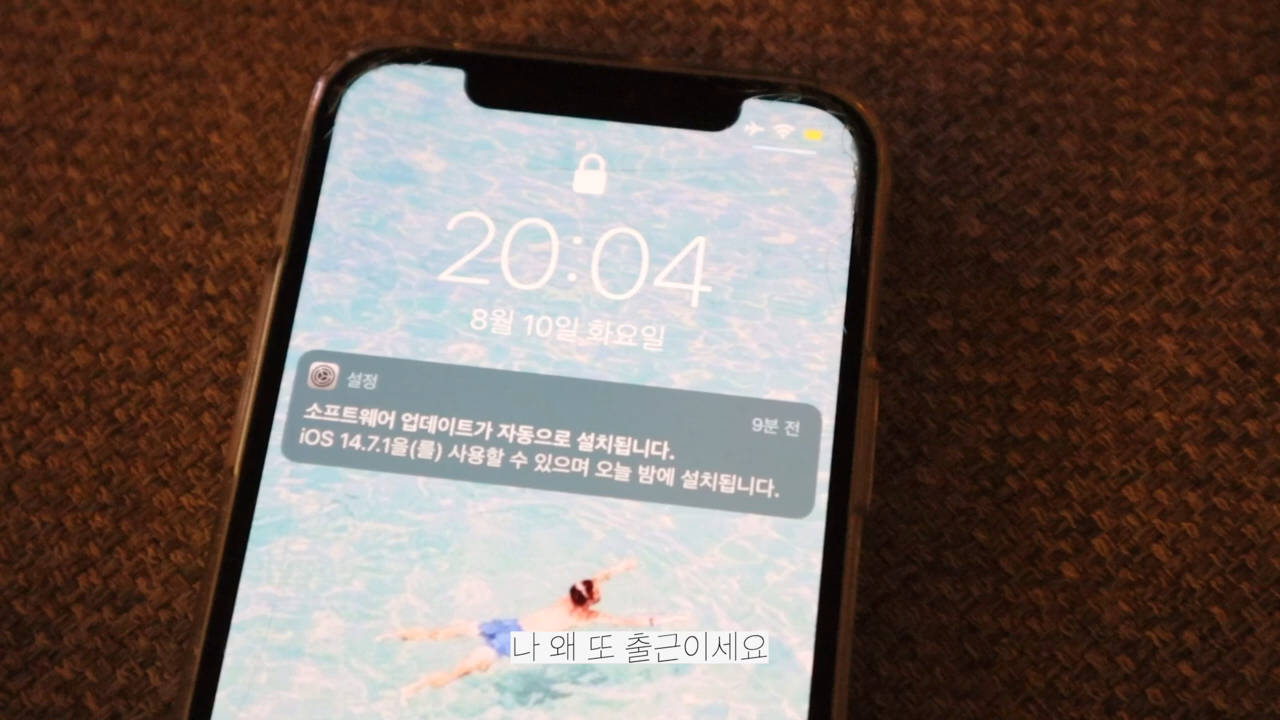 20:04
8월 10일 화요일
설정
9분 전
소프트웨어 업데이트가 자동으로 설치됩니다.
iOS 14.7.1을(를) 사용할 수 있으며 오늘 밤에 설치됩니다.
나 왜 또 출근이세요